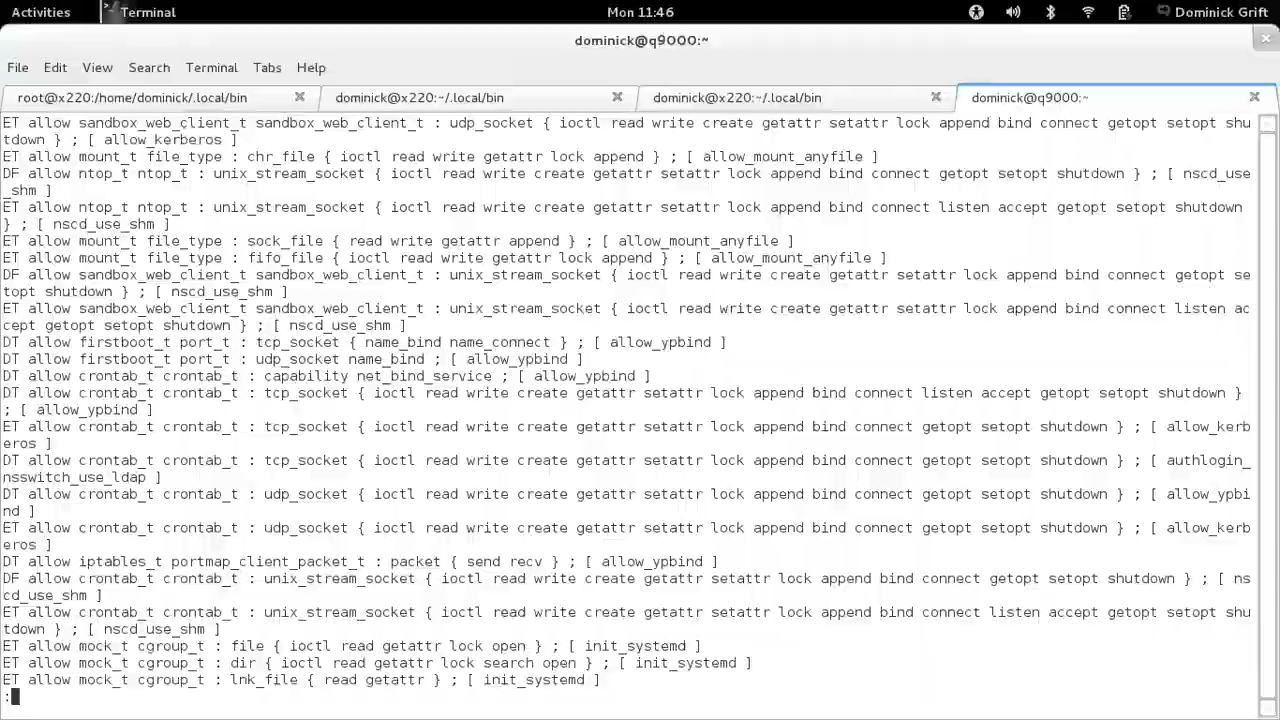 Activities
Terminal
Mon 11:46
Dominick Grift
dominick@q9000:~
File Edit View Search Terminal Tabs Help
root@x220:/home/dominick/.local/bin
dominick@x220:~/.local/bin
dominick@x220:~/.local/bin
dominick@q9000:~
ET allow sandbox_web_client_t sandbox_web_client_t : udp_socket { ioctl read write create getattr setattr lock append bind connect getopt setopt shu
tdown } ; [ allow_kerberos ]
ET allow mount_t file_type : chr_file { ioctl read write getattr lock append } ; [ allow_mount_anyfile ]
DF allow ntop_t ntop_t : unix_stream_socket { ioctl read write create getattr setattr lock append bind connect getopt setopt shutdown } ; [ nscd_use
_shm ]
ET allow ntop_t ntop_t : unix_stream_socket { ioctl read write create getattr setattr lock append bind connect listen accept getopt setopt shutdown
} ; [ nscd_use_shm ]
ET allow mount_t file_type : sock_file { read write getattr append } ; [ allow_mount_anyfile ]
ET allow mount_t file_type : fifo_file { ioctl read write getattr lock append } ; [ allow_mount_anyfile ]
DF allow sandbox_web_client_t sandbox_web_client_t : unix_stream_socket { ioctl read write create getattr setattr lock append bind connect getopt se
topt shutdown } ; [ nscd_use_shm ]
ET allow sandbox_web_client_t sandbox_web_client_t : unix_stream_socket { ioctl read write create getattr setattr lock append bind connect listen ac
cept getopt setopt shutdown } ; [ nscd_use_shm ]
DT allow firstboot_t port_t : tcp_socket { name_bind name_connect } ; [ allow_ypbind ]
DT allow firstboot_t port_t : udp_socket name_bind ; [ allow_ypbind ]
DT allow crontab_t crontab_t : capability net_bind_service ; [ allow_ypbind ]
DT allow crontab_t crontab_t : tcp_socket { ioctl read write create getattr setattr lock append bind connect listen accept getopt setopt shutdown }
; [ allow_ypbind ]
ET allow crontab_t crontab_t : tcp_socket { ioctl read write create getattr setattr lock append bind connect getopt setopt shutdown } ; [ allow_kerb
eros ]
DT allow crontab_t crontab_t : tcp_socket { ioctl read write create getattr setattr lock append bind connect getopt setopt shutdown } ; [ authlogin_
nsswitch_use_ldap ]
DT allow crontab_t crontab_t : udp_socket { ioctl read write create getattr setattr lock append bind connect getopt setopt shutdown } ; [ allow_ypbi
nd ]
ET allow crontab_t crontab_t : udp_socket { ioctl read write create getattr setattr lock append bind connect getopt setopt shutdown } ; [ allow_kerb
eros ]
DT allow iptables_t portmap_client_packet_t : packet { send recv } ; [ allow_ypbind ]
DF allow crontab_t crontab_t : unix_stream_socket { ioctl read write create getattr setattr lock append bind connect getopt setopt shutdown } ; [ ns
cd_use_shm ]
ET allow crontab_t crontab_t : unix_stream_socket { ioctl read write create getattr setattr lock append bind connect listen accept getopt setopt shu
tdown } ; [ nscd_use_shm ]
ET allow mock_t cgroup_t : file { ioctl read getattr lock open } ; [ init_systemd ]
ET allow mock_t cgroup_t : dir { ioctl read getattr lock search open } ; [ init_systemd ]
ET allow mock_t cgroup_t : lnk_file { read getattr } ; [ init_systemd ]
: